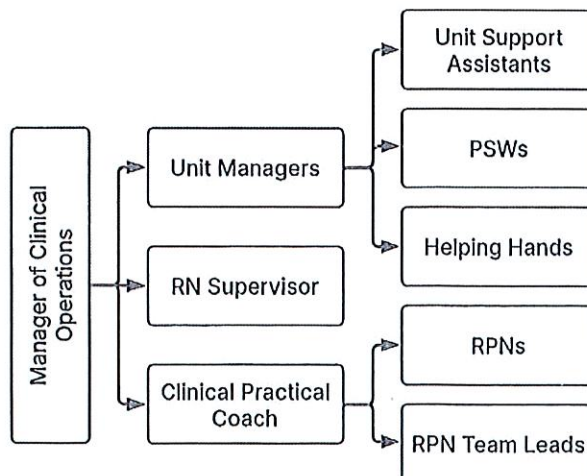 Manager of Clinical
Operations
Unit Managers
RN Supervisor
Clinical Practical
Coach
Unit Support
Assistants
PSWs
Helping Hands
RPNs
RPN Team Leads